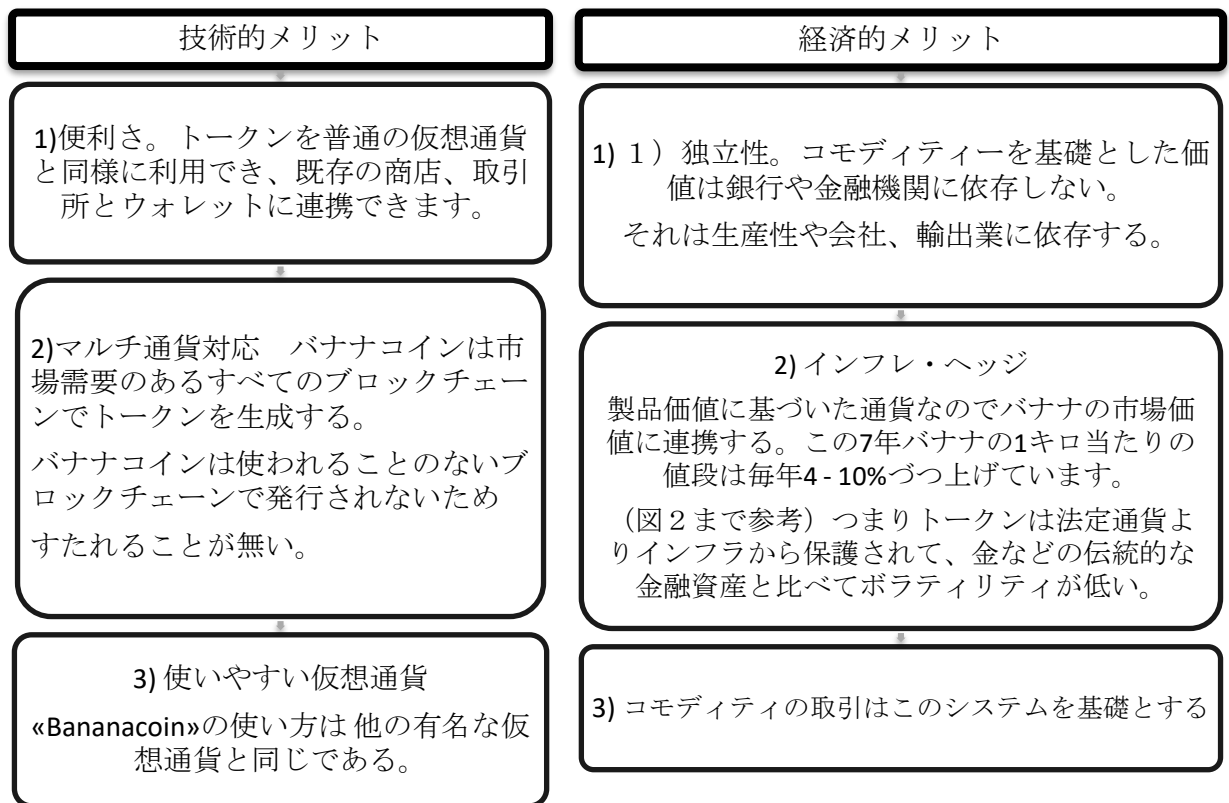 技術的メリット
1)便利さ。トークンを普通の仮想通貨
と同様に利用でき、既存の商店、取引
所とウォレットに連携できます。
2)マルチ通貨対応　バナナコインは市
場需要のあるすべてのブロックチェー
ンでトークンを生成する。
バナナコインは使われることのないブ
ロックチェーンで発行されないため
すたれることが無い。
3) 使いやすい仮想通貨
«Bananacoin»の使い方は 他の有名な仮
想通貨と同じである。
経済的メリット
1) １）独立性。コモディティーを基礎とした価
値は銀行や金融機関に依存しない。
それは生産性や会社、輸出業に依存する。
2) インフレ・ヘッジ
製品価値に基づいた通貨なのでバナナの市場価
値に連携する。この7年バナナの1キロ当たりの
値段は毎年4 - 10%づつ上げています。
（図２まで参考）つまりトークンは法定通貨よ
りインフラから保護されて、金などの伝統的な
金融資産と比べてボラティリティが低い。
3) コモディティの取引はこのシステムを基礎とする